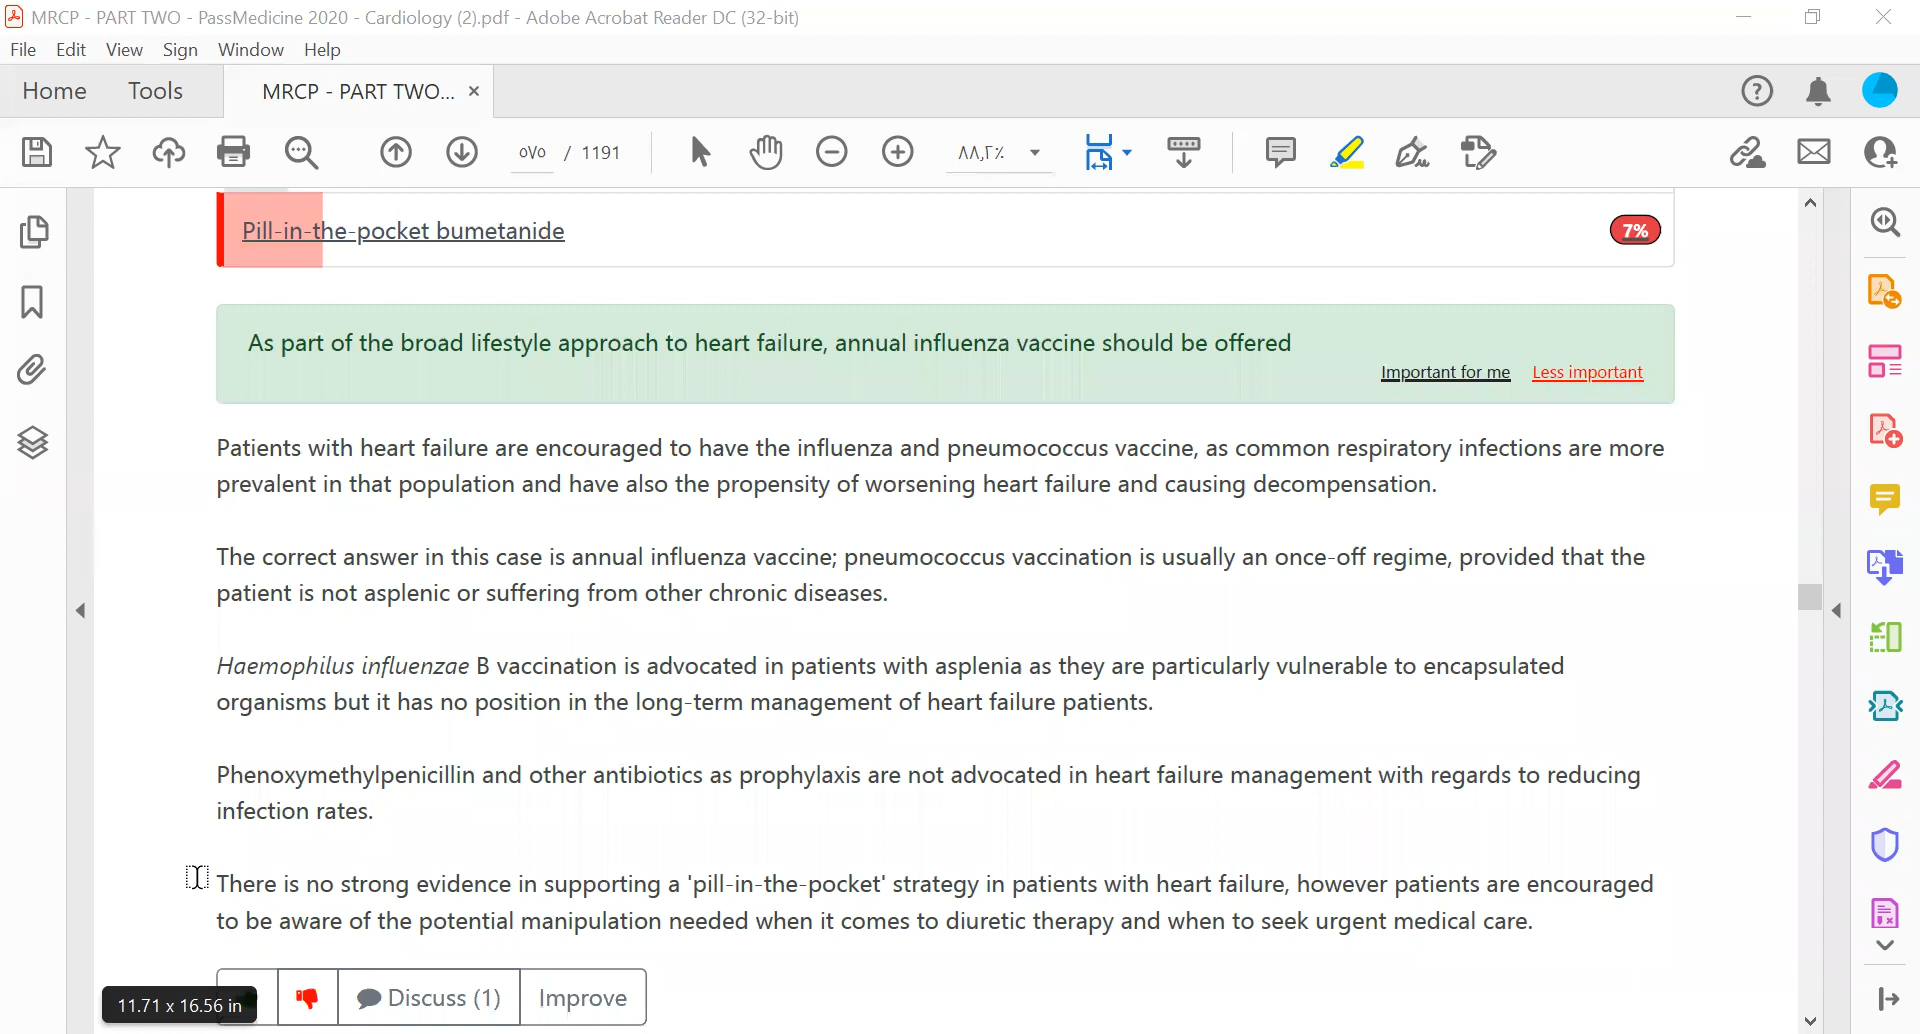 MRCP - PART TWO - PassMedicine 2020 - Cardiology (2).pdf - Adobe Acrobat Reader DC (32-bit)
File Edit View Sign Window Help
Home Tools MRCP - PART TWO... ×
٥٧٥ / 1191 ٨٨,٢٪
Pill-in-the-pocket bumetanide 7%
As part of the broad lifestyle approach to heart failure, annual influenza vaccine should be offered
Important for me Less important
Patients with heart failure are encouraged to have the influenza and pneumococcus vaccine, as common respiratory infections are more
prevalent in that population and have also the propensity of worsening heart failure and causing decompensation.
The correct answer in this case is annual influenza vaccine; pneumococcus vaccination is usually an once-off regime, provided that the
patient is not asplenic or suffering from other chronic diseases.
Haemophilus influenzae B vaccination is advocated in patients with asplenia as they are particularly vulnerable to encapsulated
organisms but it has no position in the long-term management of heart failure patients.
Phenoxymethylpenicillin and other antibiotics as prophylaxis are not advocated in heart failure management with regards to reducing
infection rates.
There is no strong evidence in supporting a 'pill-in-the-pocket' strategy in patients with heart failure, however patients are encouraged
to be aware of the potential manipulation needed when it comes to diuretic therapy and when to seek urgent medical care.
Discuss (1) Improve
11.71 x 16.56 in